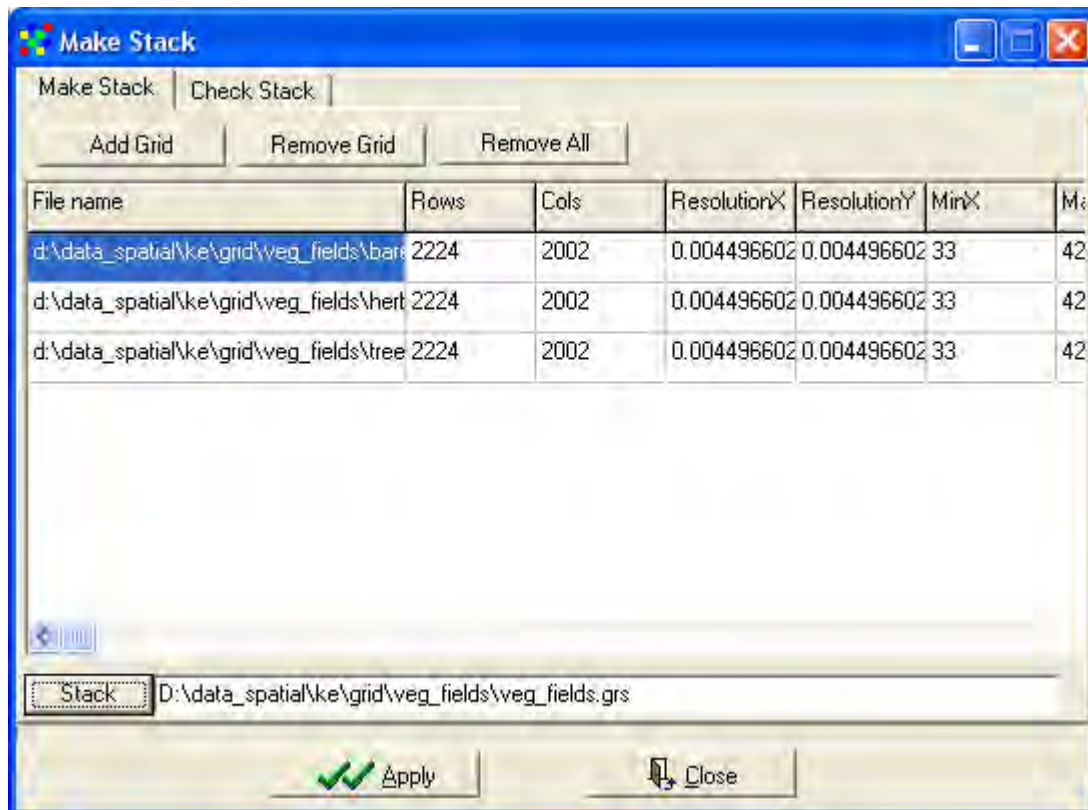 Make Stack
Make Stack Check Stack
Add Grid Remove Grid Remove All
File name Rows Cols ResolutionX ResolutionY MinX Ma
d:\data_spatial\ke\grid\veg_fields\bare 2224 2002 0.004496602 0.004496602 33 42
d:\data_spatial\ke\grid\veg_fields\herb 2224 2002 0.004496602 0.004496602 33 42
d:\data_spatial\ke\grid\veg_fields\tree 2224 2002 0.004496602 0.004496602 33 42
Stack D:\data_spatial\ke\grid\veg_fields\veg_fields.grs
Apply Close